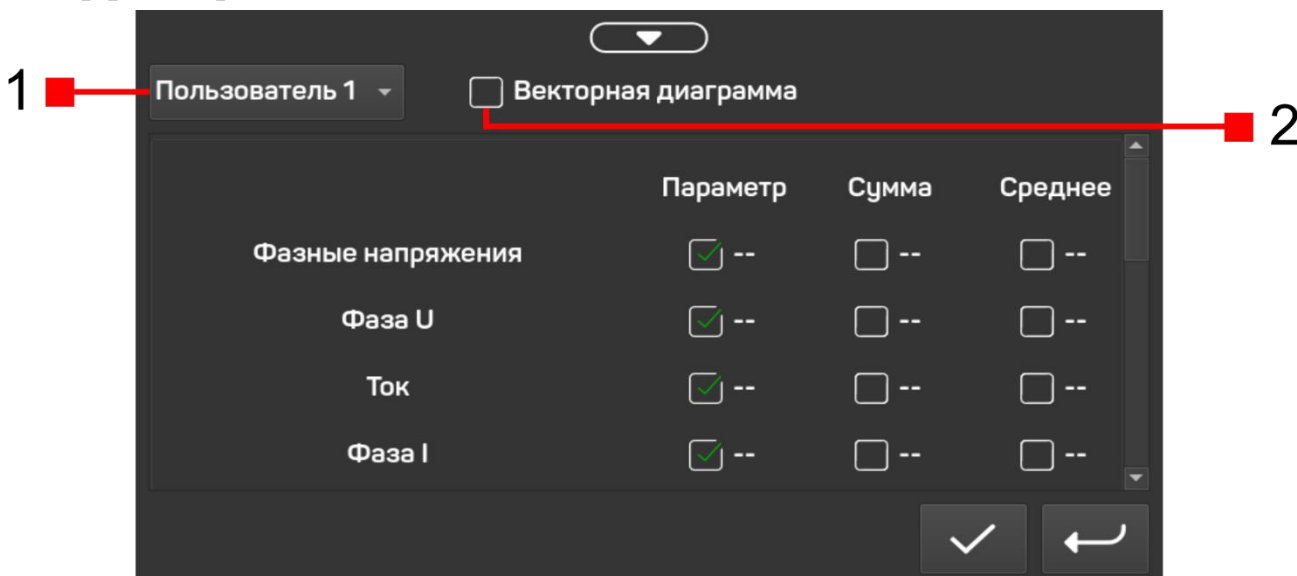 1
Пользователь 1
Векторная диаграмма
2
Параметр Сумма Среднее
Фазные напряжения -- -- --
Фаза U -- -- --
Ток -- -- --
Фаза I -- -- --